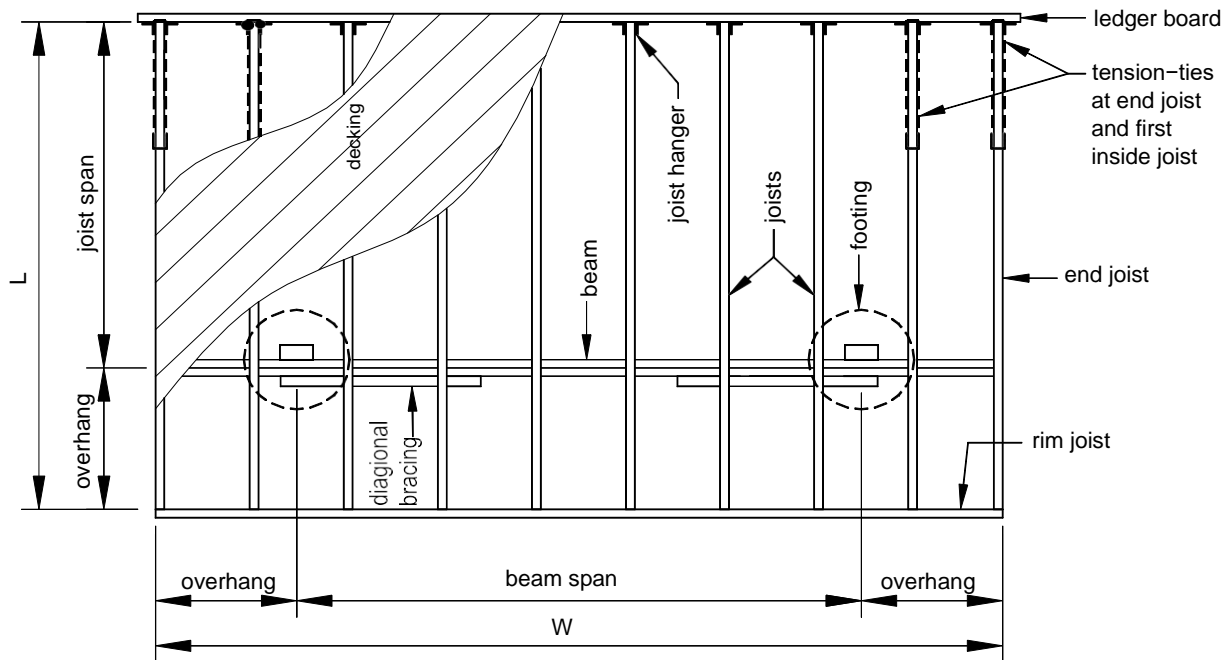 ledger board
tension-ties
at end joist
and first
inside joist
decking
joist hanger
joists
footing
joist span
L
beam
end joist
overhang
diagional
bracing
rim joist
overhang
beam span
overhang
W